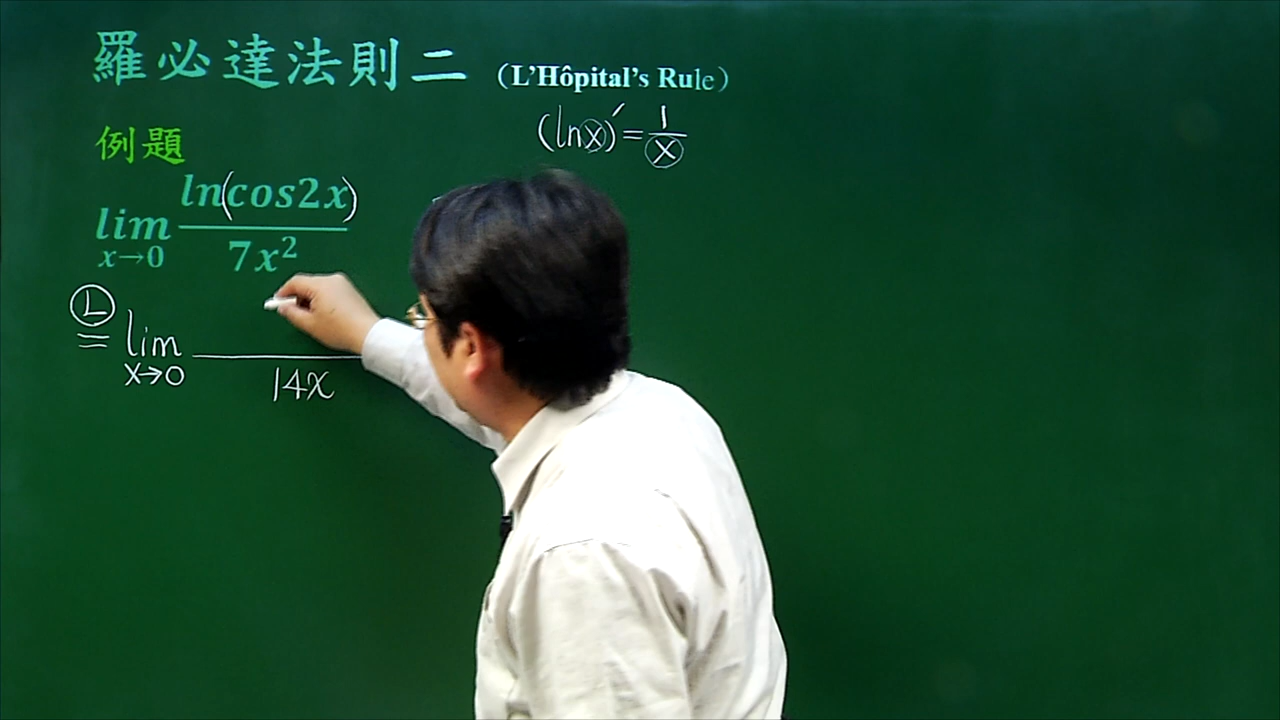 羅必達法則二 (L'Hôpital's Rule)
(ln x)' = 1/x
例題
lim x→0 ln(cos2x)/7x²
Ⓛ= lim x→0 /14x